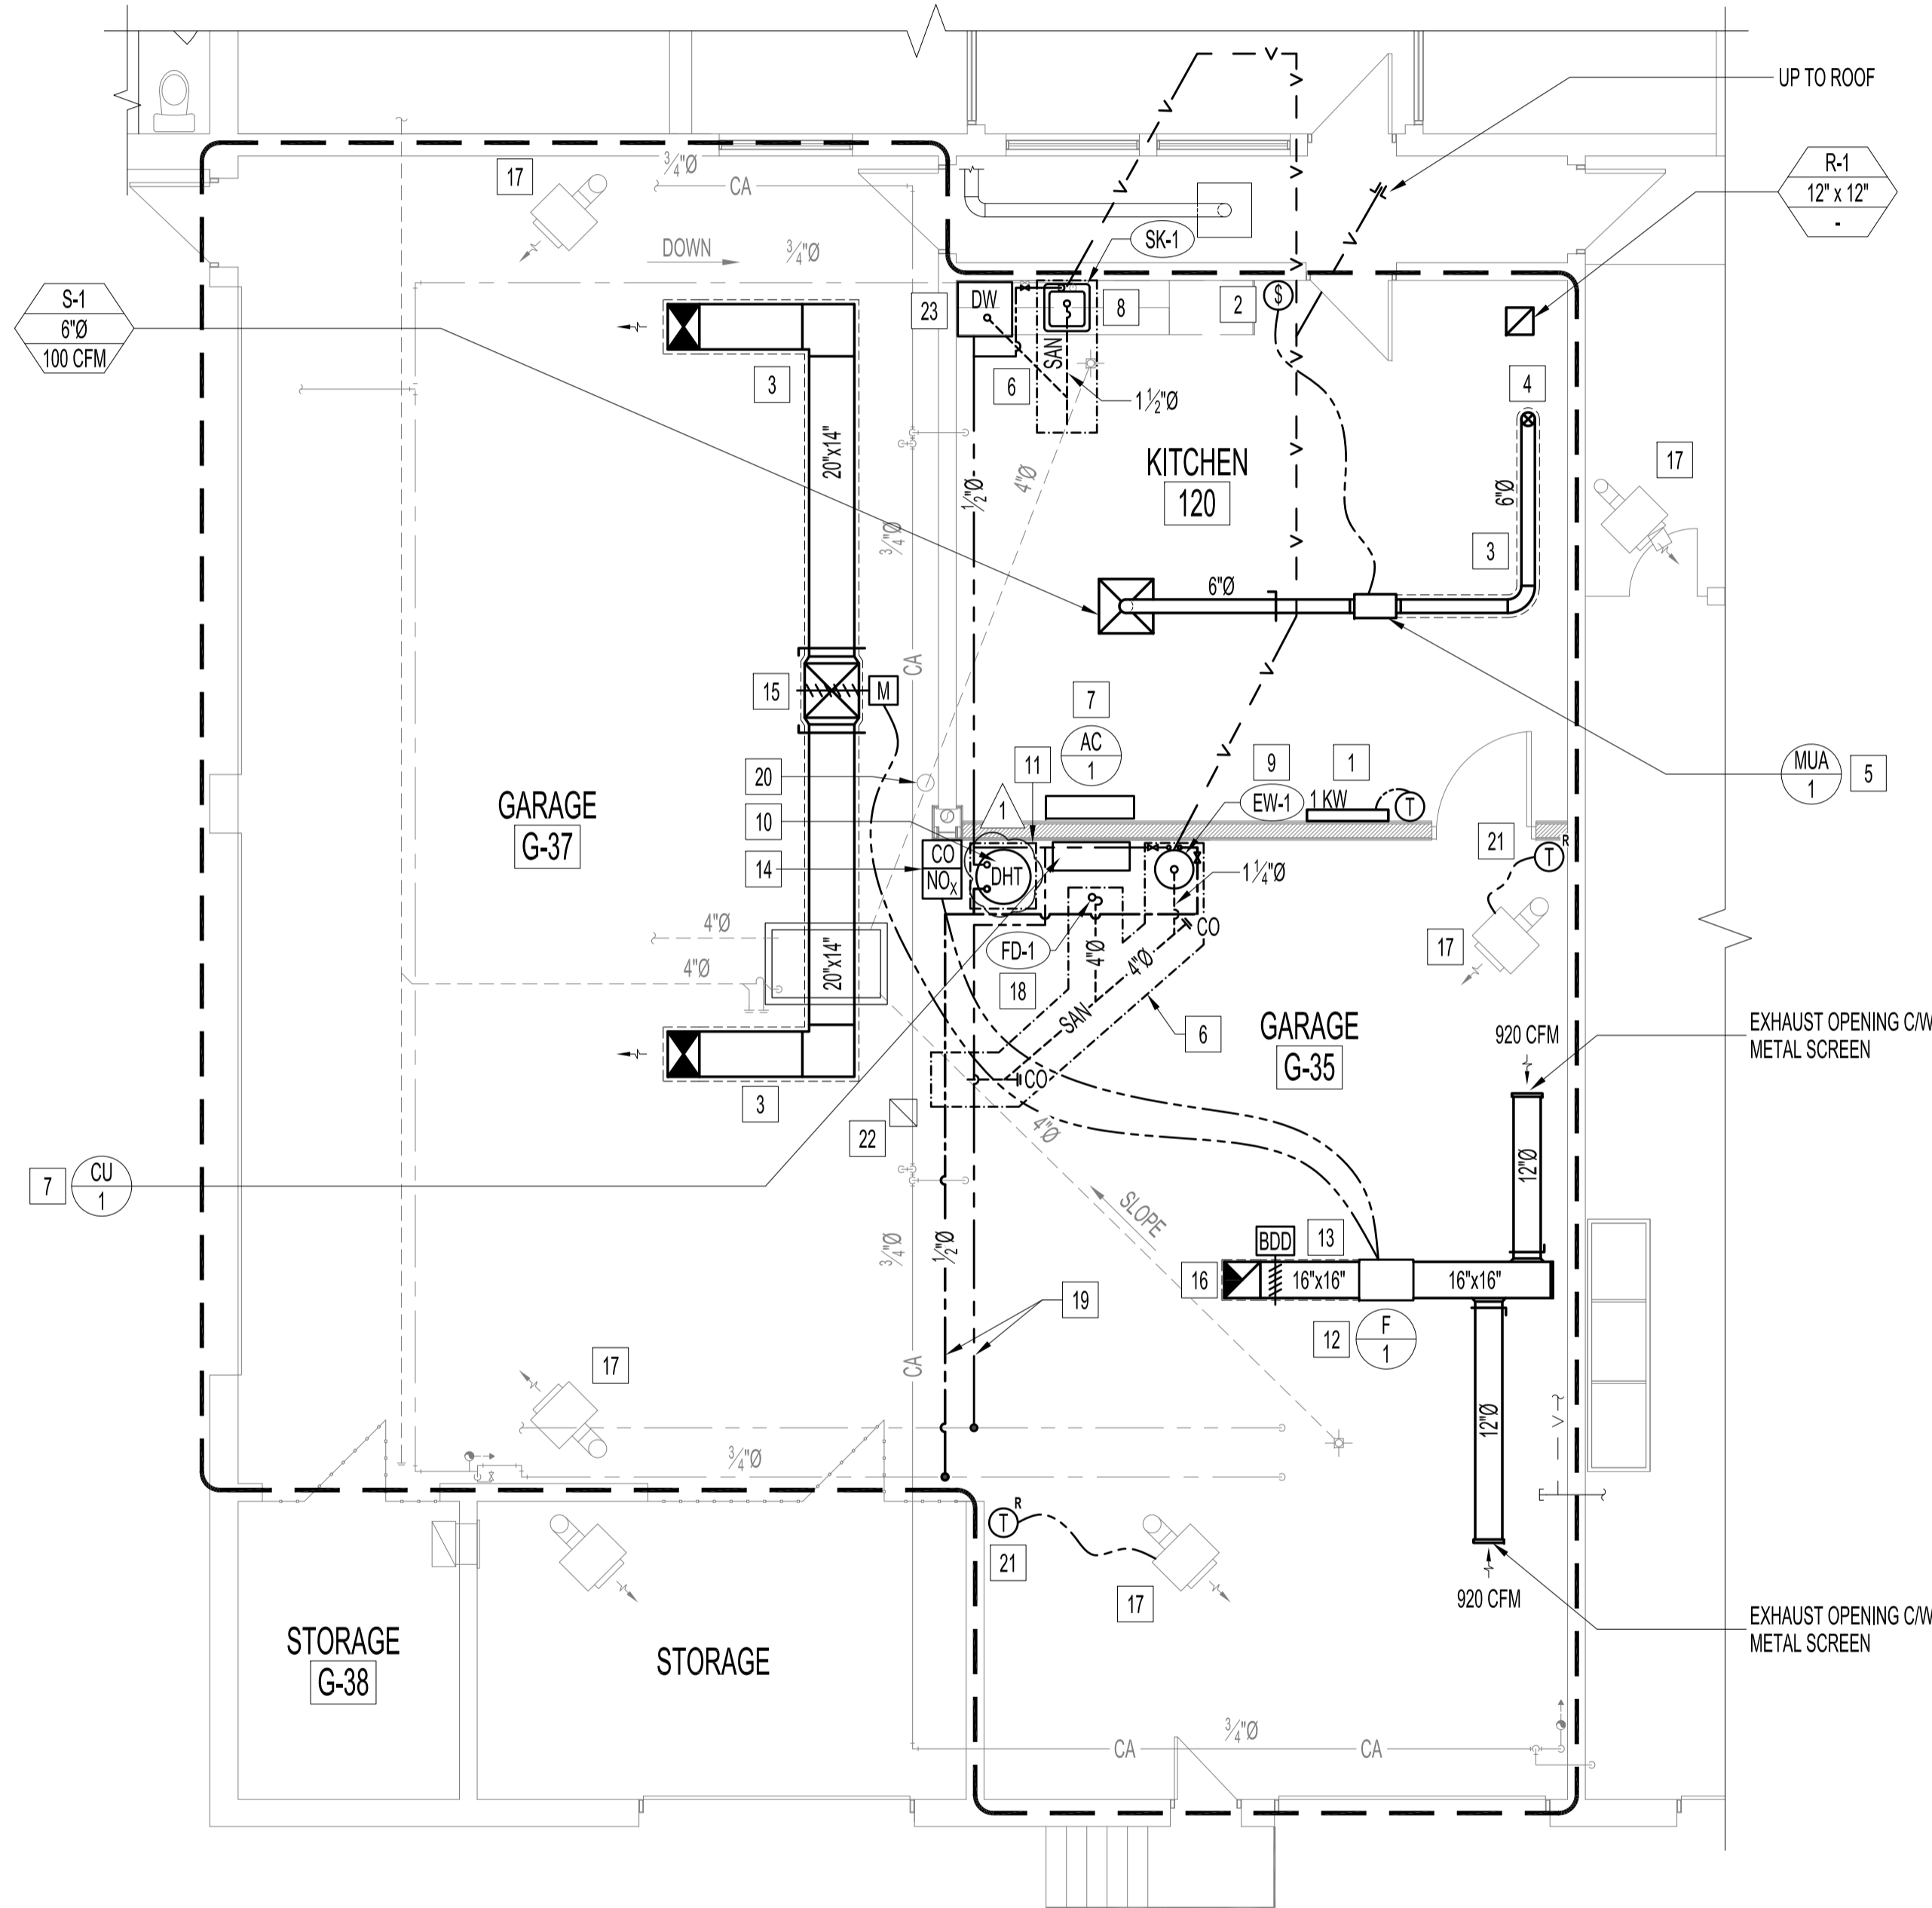 UP TO ROOF
17
3/4"Ø
CA
R-1
12" x 12"
-
SK-1
DOWN
3/4"Ø
S-1
6"Ø
100 CFM
23
DW
8
2
$
3
6
SAN
1 1/2"Ø
4
20"x14"
KITCHEN
120
17
4"Ø
1/2"Ø
6"Ø
3/4"Ø
3
6"Ø
CA
15
M
7
AC
1
MUA
1
5
20
11
9
1
GARAGE
G-37
1
EW-1
1 KW
T
10
21
T
R
CO
NOX
14
DHT
1 1/4"Ø
4"Ø
CO
17
FD-1
4"Ø
4"Ø
4"Ø
20"x14"
18
SAN
6
GARAGE
G-35
920 CFM
EXHAUST OPENING C/W
METAL SCREEN
CO
3
22
4"Ø
7
CU
1
12"Ø
SLOPE
3/4"Ø
1/2"Ø
BDD
13
16
16"x16"
16"x16"
19
12
F
1
17
CA
12"Ø
3/4"Ø
V
T
R
21
17
920 CFM
EXHAUST OPENING C/W
METAL SCREEN
STORAGE
G-38
STORAGE
3/4"Ø
CA
CA